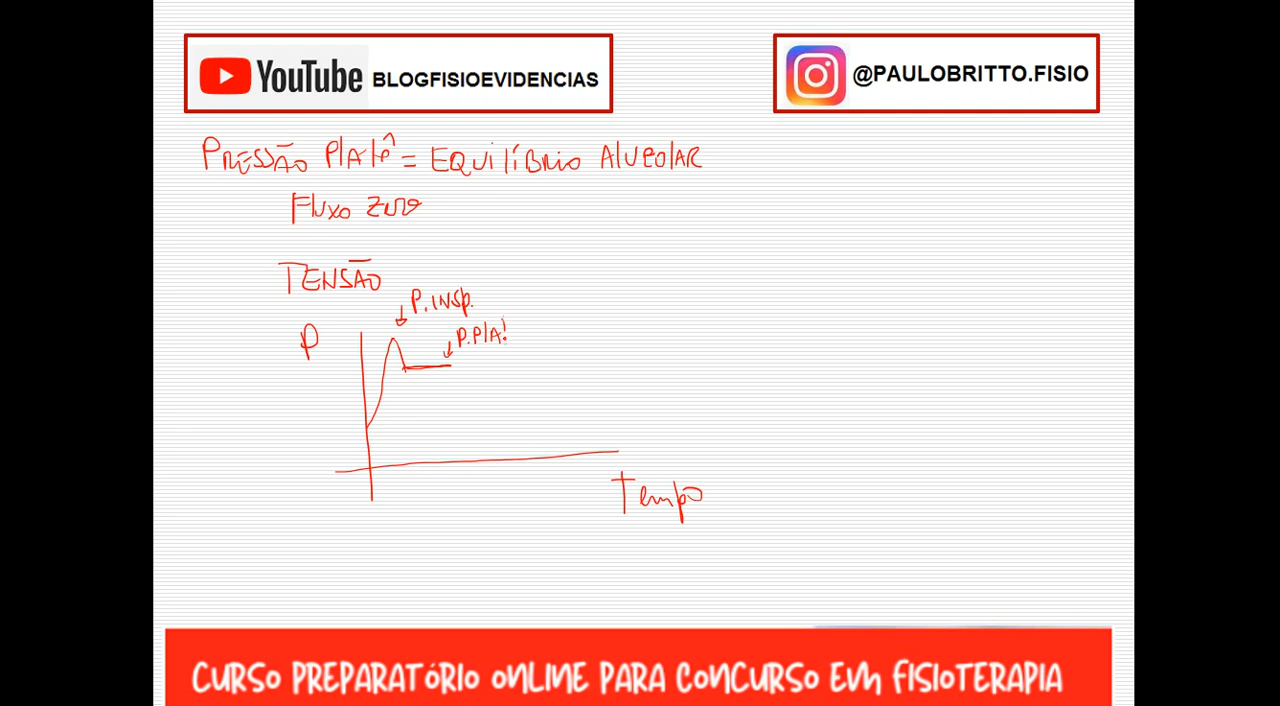 YouTube BLOGFISIOEVIDENCIAS
@PAULOBRITTO.FISIO
PRESSÃO PlAtô = EQUILÍBRIO AlVEOLAR
Fluxo Zero
TENSÃO
P. INSP.
P. PlAt
P
Tempo
CURSO PREPARATÓRIO ONLINE PARA CONCURSO EM FISIOTERAPIA